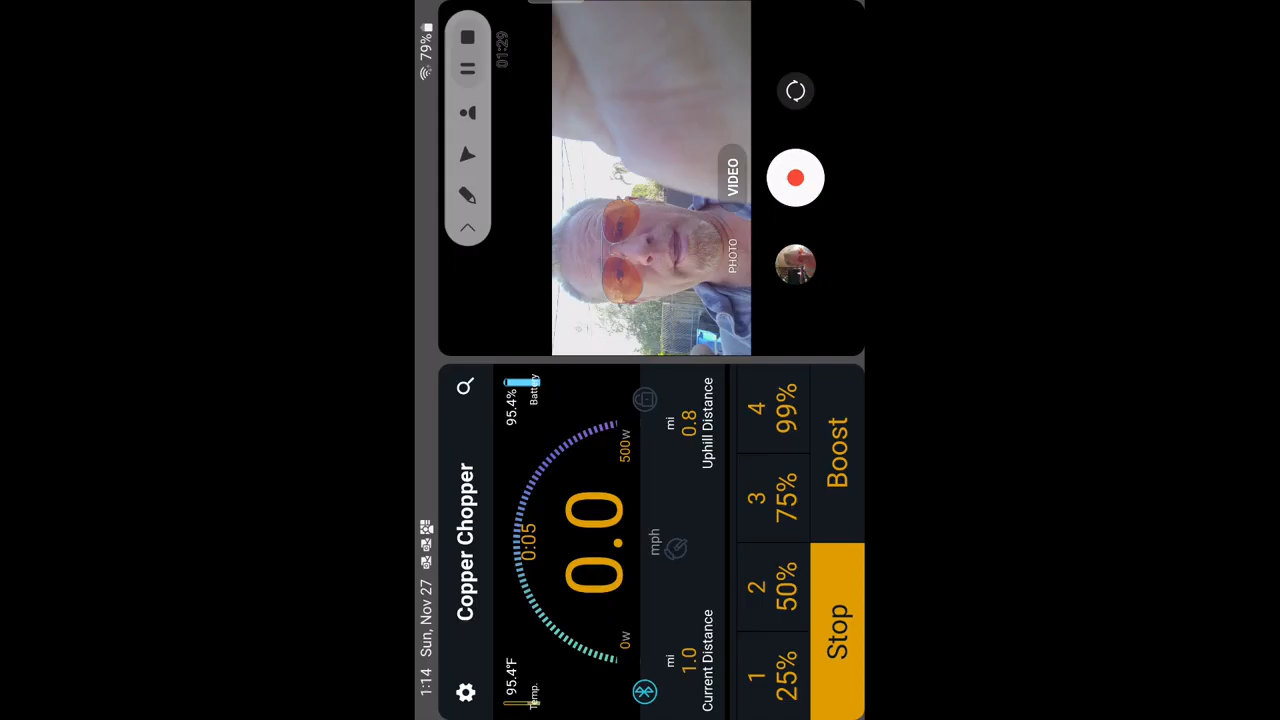 1:14 Sun, Nov 27
79%
Copper Chopper
95.4°F
Temp.
95.4%
Battery
0:05
0.0
0w
500w
mph
mi
1.0
Current Distance
mi
0.8
Uphill Distance
1
25%
2
50%
3
75%
4
99%
Stop
Boost
01:29
PHOTO
VIDEO